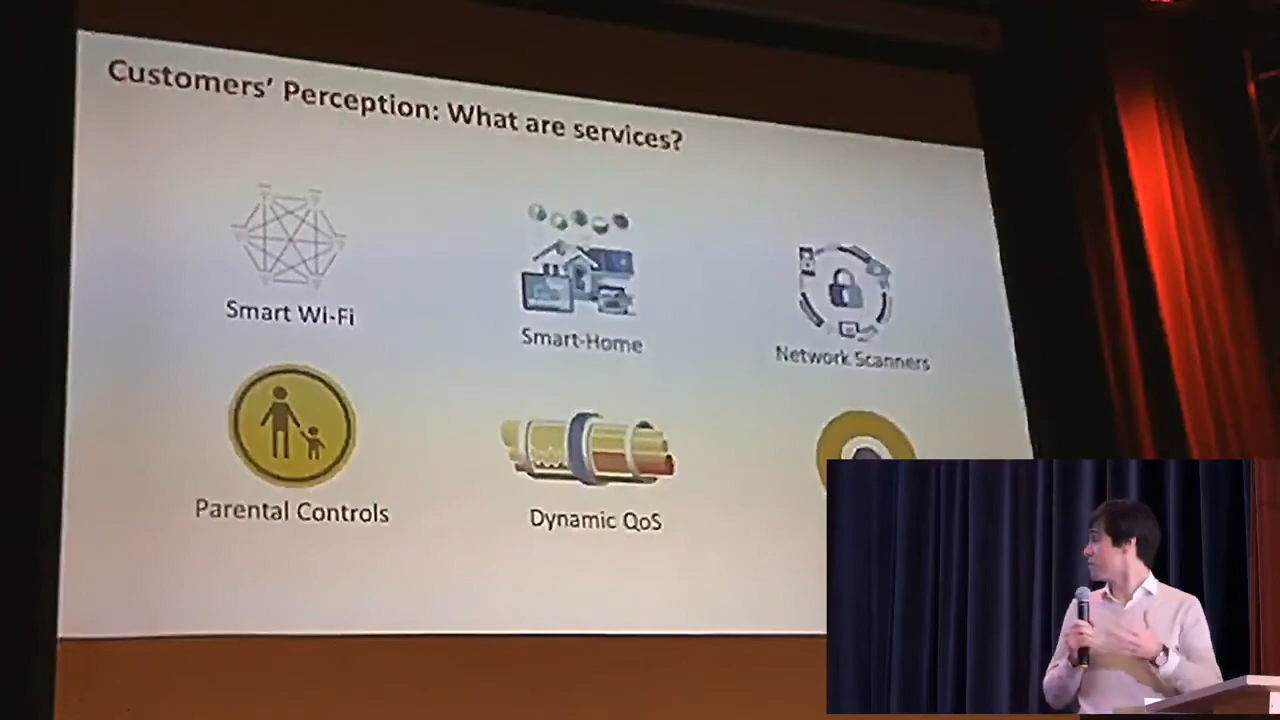 Customers' Perception: What are services?
Smart Wi-Fi
Smart-Home
Network Scanners
Parental Controls
Dynamic QoS